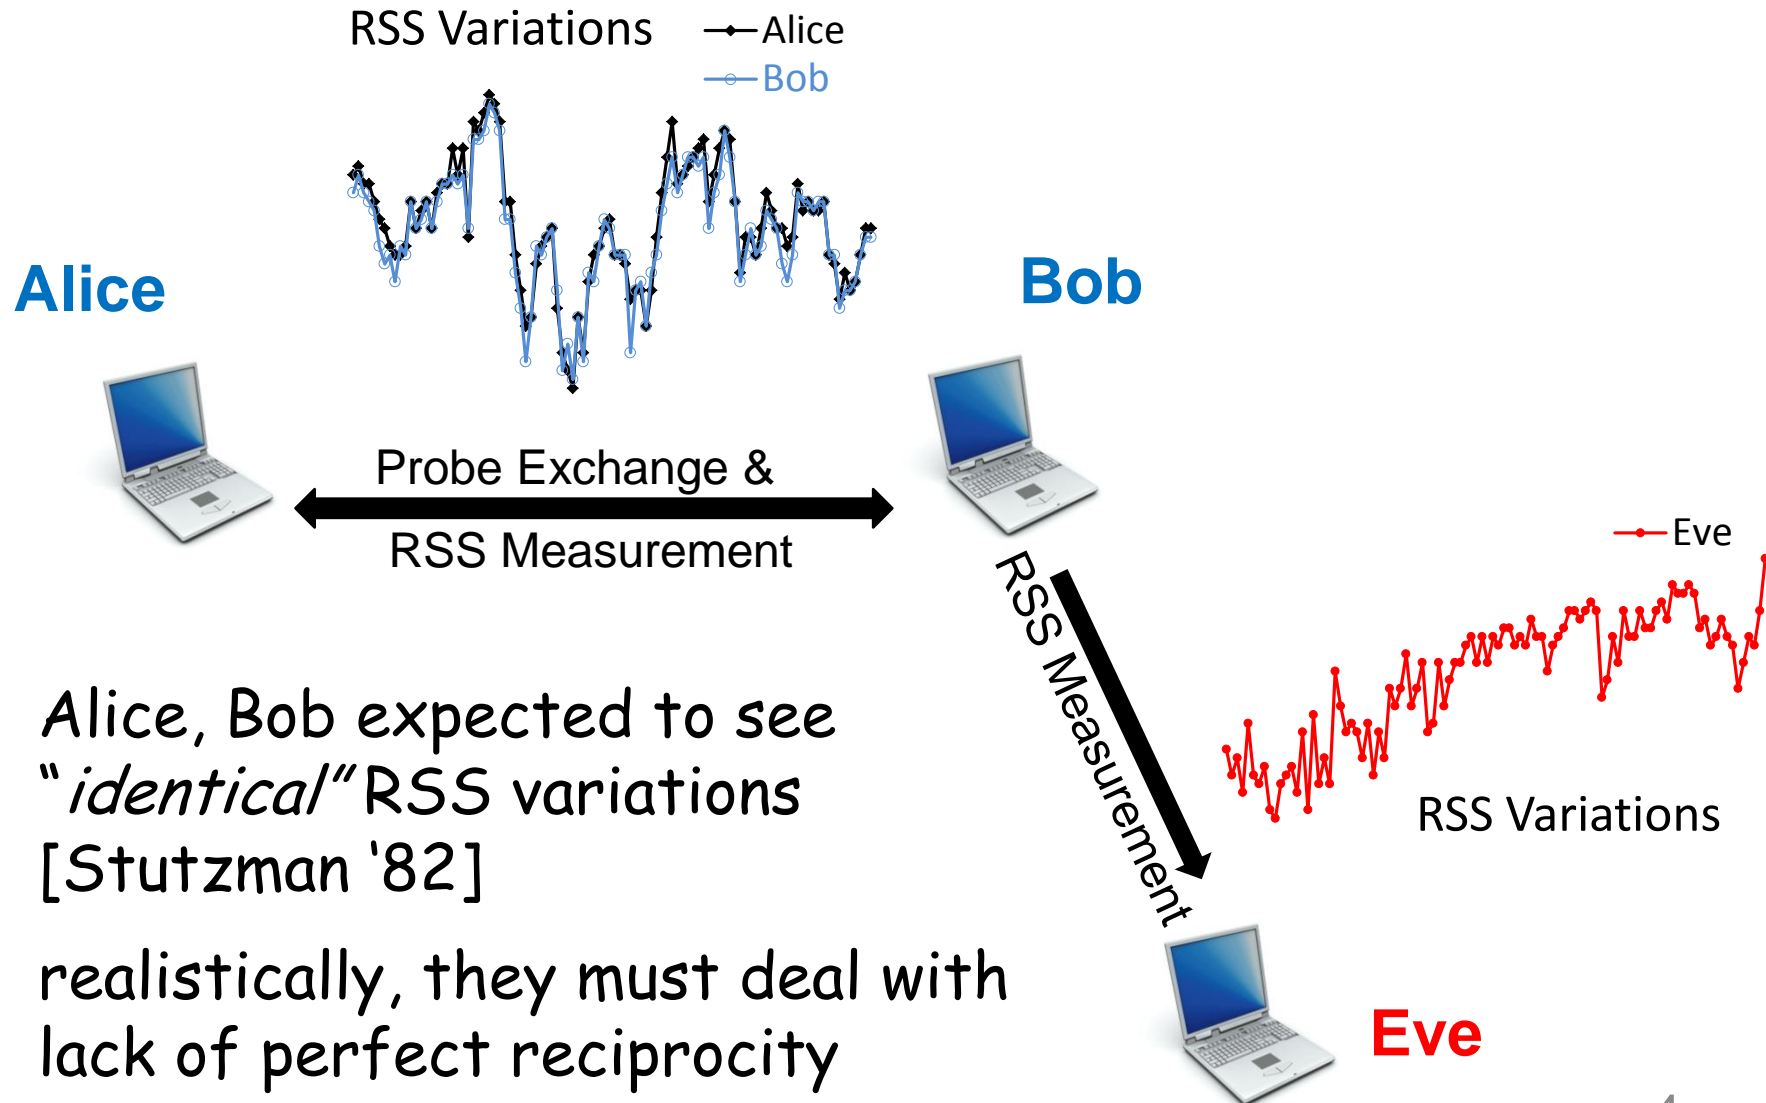 RSS Variations
Alice
Bob
Alice
Bob
Probe Exchange &
RSS Measurement
Eve
RSS Measurement
RSS Variations
Alice, Bob expected to see
“identical” RSS variations
[Stutzman ‘82]
realistically, they must deal with
lack of perfect reciprocity
Eve